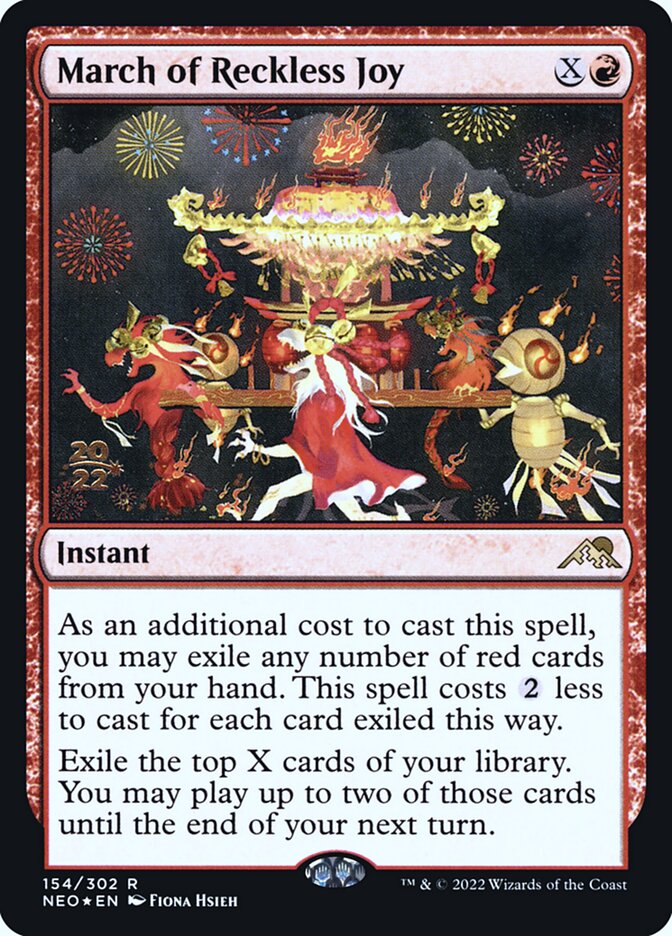 March of Reckless Joy X
20
22
Instant
As an additional cost to cast this spell,
you may exile any number of red cards
from your hand. This spell costs 2 less
to cast for each card exiled this way.
Exile the top X cards of your library.
You may play up to two of those cards
until the end of your next turn.
154/302 R
™ & © 2022 Wizards of the Coast
NEO★EN Fiona Hsieh